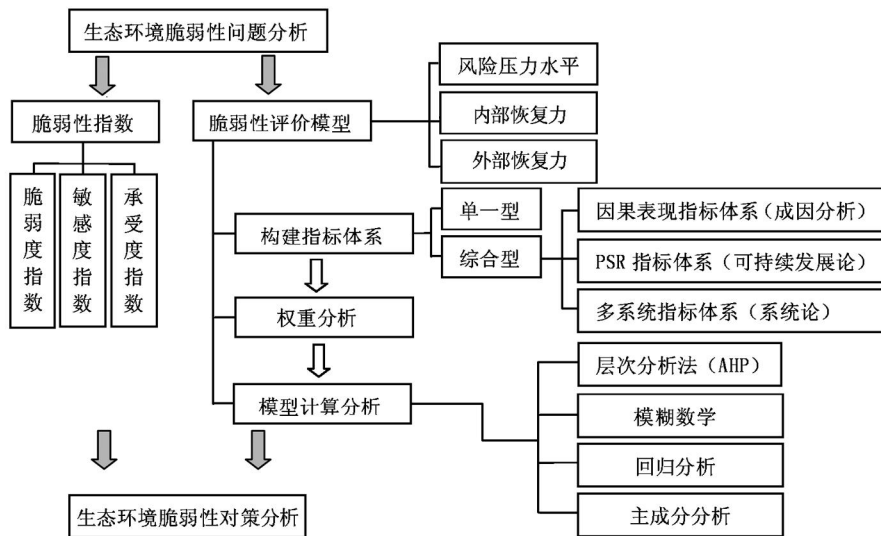 生态环境脆弱性问题分析
脆弱性指数
脆弱性评价模型
风险压力水平
内部恢复力
外部恢复力
脆弱度指数
敏感度指数
承受度指数
构建指标体系
单一型
综合型
因果表现指标体系(成因分析)
PSR 指标体系(可持续发展论)
多系统指标体系(系统论)
权重分析
模型计算分析
层次分析法(AHP)
模糊数学
回归分析
主成分分析
生态环境脆弱性对策分析